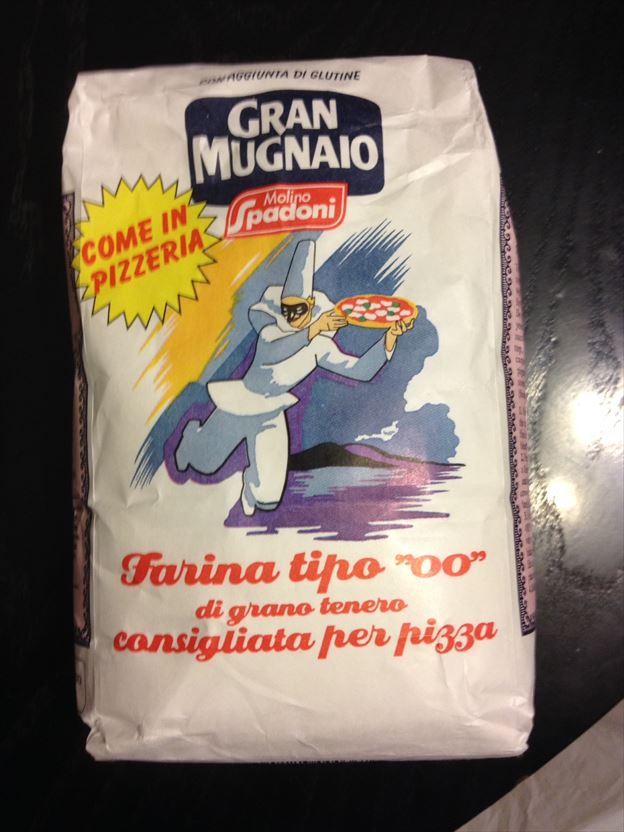 CON AGGIUNTA DI GLUTINE
GRAN
MUGNAIO
Molino
Spadoni
COME IN
PIZZERIA
Farina tipo "00"
di grano tenero
consigliata per pizza